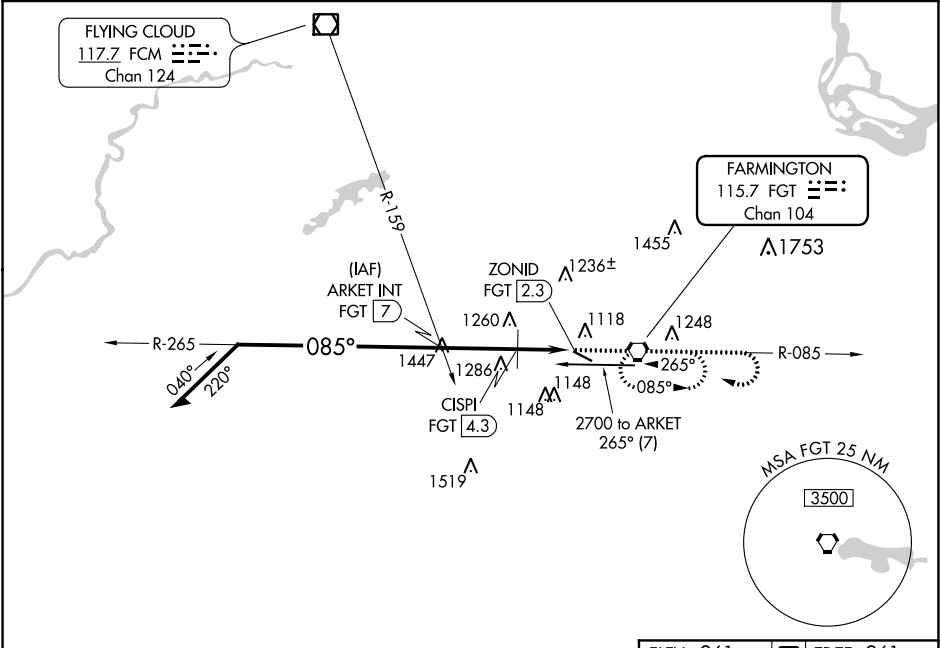 FLYING CLOUD
117.7 FCM
Chan 124
R-159
FARMINGTON
115.7 FGT
Chan 104
1455
1753
(IAF)
ARKET INT
FGT 7
ZONID
FGT 2.3
1236±
1260
1118
1248
R-265
085°
1447
R-085
040°
220°
1286
265°
085°
CISPI
FGT 4.3
1148
1148
2700 to ARKET
265° (7)
1519
MSA FGT 25 NM
3500